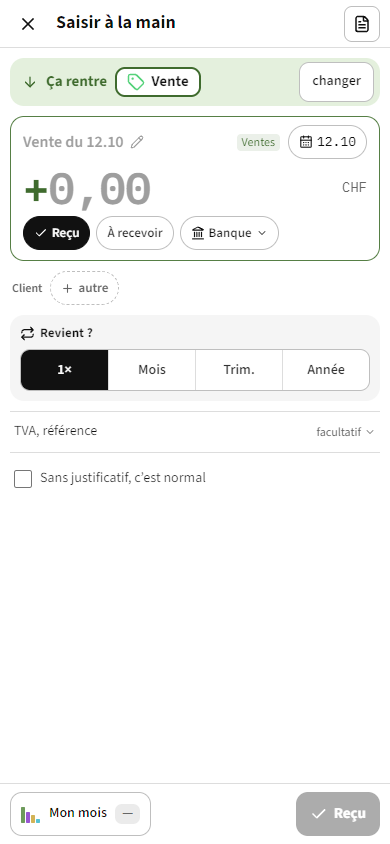 Saisir à la main
Ça rentre
Vente
changer
Vente du 12.10
Ventes
12.10
+0,00
CHF
Reçu
À recevoir
Banque
Client
+ autre
Revient ?
1×
Mois
Trim.
Année
TVA, référence
facultatif
Sans justificatif, c'est normal
Mon mois
—
Reçu